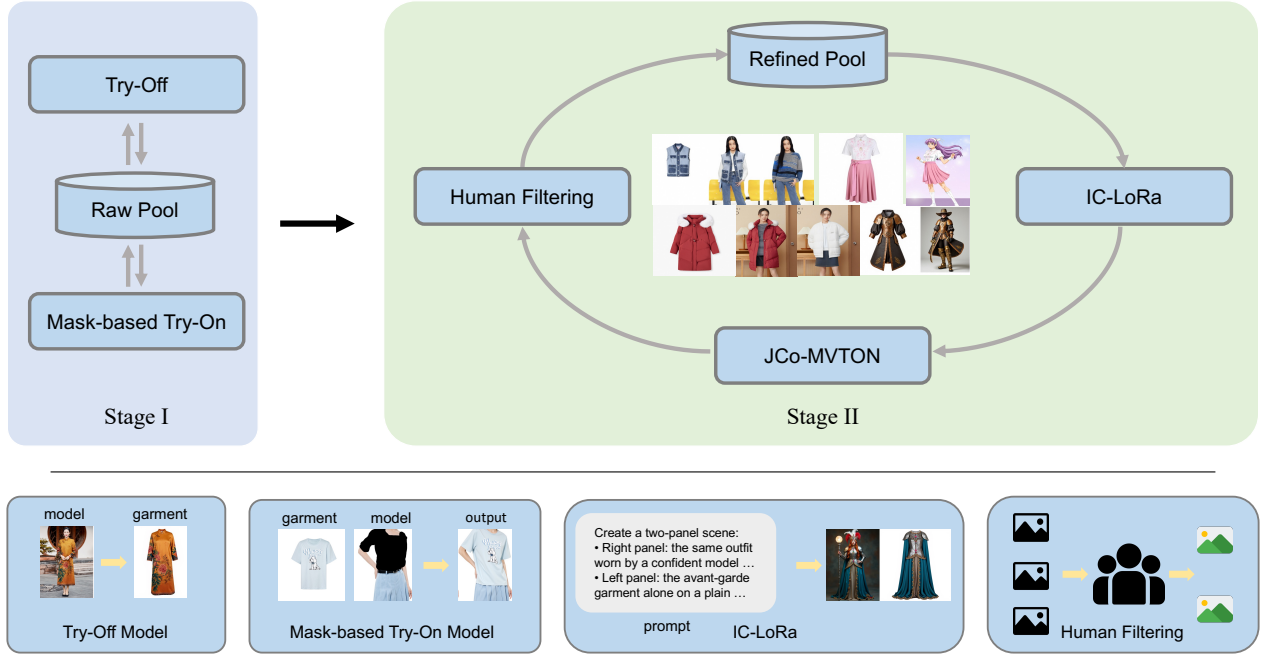 Try-Off
Raw Pool
Mask-based Try-On
Stage I
Refined Pool
Human Filtering
IC-LoRa
JCo-MVTON
Stage II
model
garment
Try-Off Model
garment
model
output
Mask-based Try-On Model
Create a two-panel scene:
• Right panel: the same outfit
worn by a confident model ...
• Left panel: the avant-garde
garment alone on a plain ...
prompt
IC-LoRa
Human Filtering